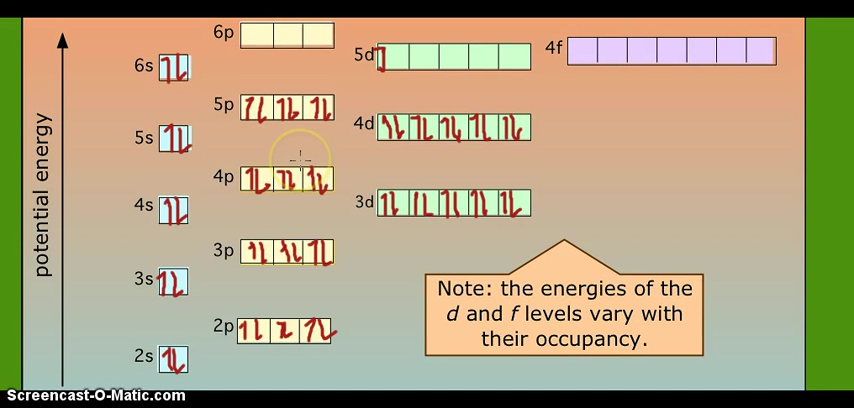 6p
5d
4f
6s
5p
4d
5s
4p
3d
4s
3p
3s
2p
2s
potential energy
Note: the energies of the
d and f levels vary with
their occupancy.
Screencast-O-Matic.com